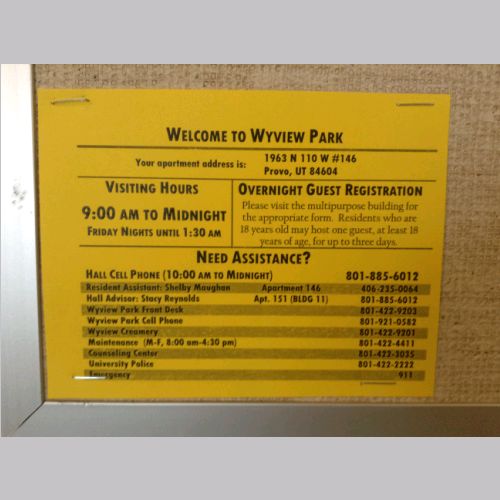 WELCOME TO WYVIEW PARK
Your apartment address is: 1963 N 110 W #146
Provo, UT 84604
VISITING HOURS
9:00 AM TO MIDNIGHT
FRIDAY NIGHTS UNTIL 1:30 AM
OVERNIGHT GUEST REGISTRATION
Please visit the multipurpose building for
the appropriate form. Residents who are
18 years old may host one guest, at least 18
years of age, for up to three days.
NEED ASSISTANCE?
HALL CELL PHONE (10:00 AM TO MIDNIGHT) 801-885-6012
Resident Assistant: Shelby Maughan Apartment 146 406-235-0064
Hall Advisor: Stacy Reynolds Apt. 151 (BLDG 11) 801-885-6012
Wyview Park Front Desk 801-422-9203
Wyview Park Cell Phone 801-921-0582
Wyview Creamery 801-422-9201
Maintenance (M-F, 8:00 am-4:30 pm) 801-422-4411
Counseling Center 801-422-3035
University Police 801-422-2222
Emergency 911